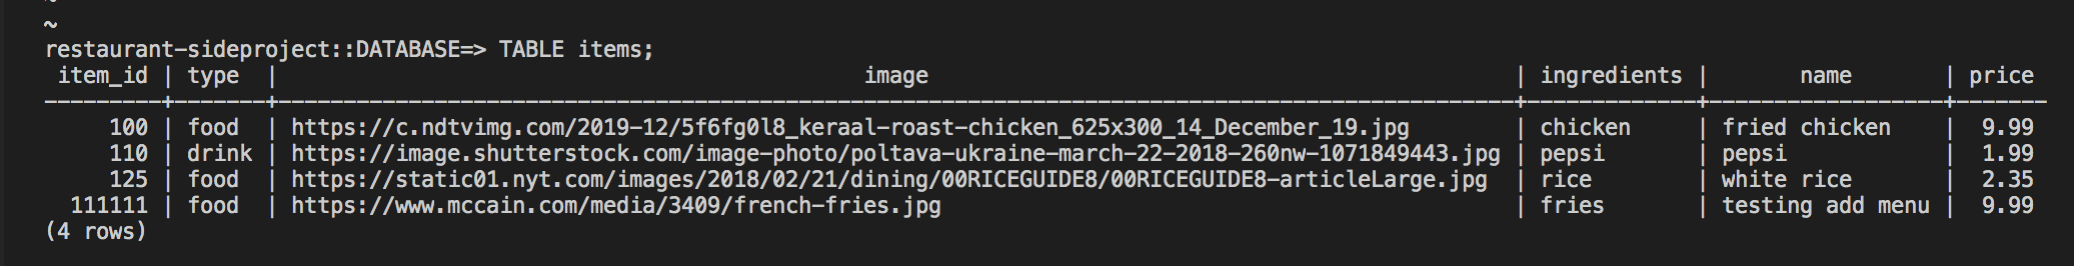 ~
restaurant-sideproject::DATABASE=> TABLE items;
 item_id | type  |                                             image                                             | ingredients |       name       | price
---------+-------+-----------------------------------------------------------------------------------------------+-------------+------------------+-------
     100 | food  | https://c.ndtvimg.com/2019-12/5f6fg0l8_keraal-roast-chicken_625x300_14_December_19.jpg        | chicken     | fried chicken    |  9.99
     110 | drink | https://image.shutterstock.com/image-photo/poltava-ukraine-march-22-2018-260nw-1071849443.jpg | pepsi       | pepsi            |  1.99
     125 | food  | https://static01.nyt.com/images/2018/02/21/dining/00RICEGUIDE8/00RICEGUIDE8-articleLarge.jpg  | rice        | white rice       |  2.35
  111111 | food  | https://www.mccain.com/media/3409/french-fries.jpg                                            | fries       | testing add menu |  9.99
(4 rows)